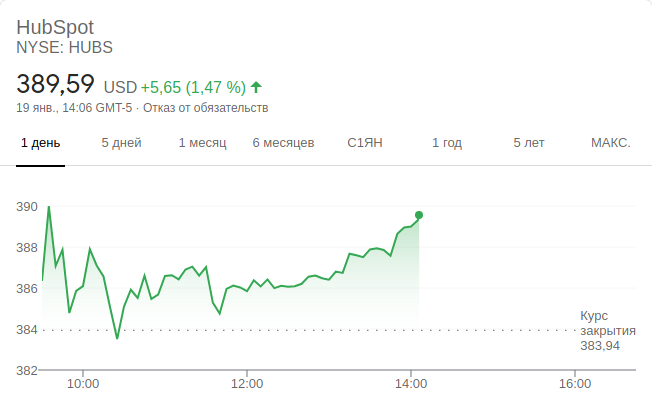 HubSpot
NYSE: HUBS
389,59 USD +5,65 (1,47 %)
19 янв., 14:06 GMT-5 · Отказ от обязательств
1 день 5 дней 1 месяц 6 месяцев С1ЯН 1 год 5 лет МАКС.
390
388
386
384
382
Курс
закрытия
383,94
10:00 12:00 14:00 16:00